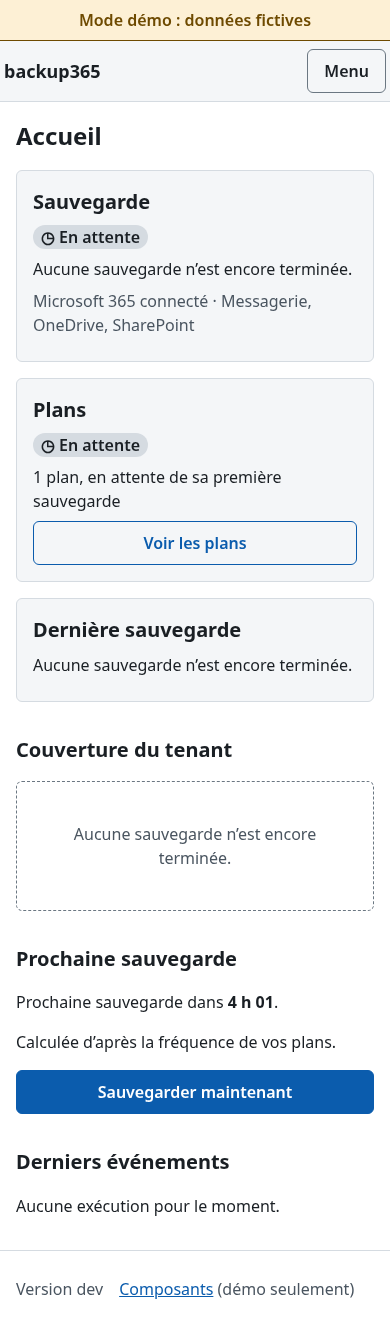 Mode démo : données fictives
backup365
Menu
Accueil
Sauvegarde
En attente
Aucune sauvegarde n’est encore terminée.
Microsoft 365 connecté · Messagerie,
OneDrive, SharePoint
Plans
En attente
1 plan, en attente de sa première
sauvegarde
Voir les plans
Dernière sauvegarde
Aucune sauvegarde n’est encore terminée.
Couverture du tenant
Aucune sauvegarde n’est encore
terminée.
Prochaine sauvegarde
Prochaine sauvegarde dans 4 h 01.
Calculée d’après la fréquence de vos plans.
Sauvegarder maintenant
Derniers événements
Aucune exécution pour le moment.
Version dev Composants (démo seulement)